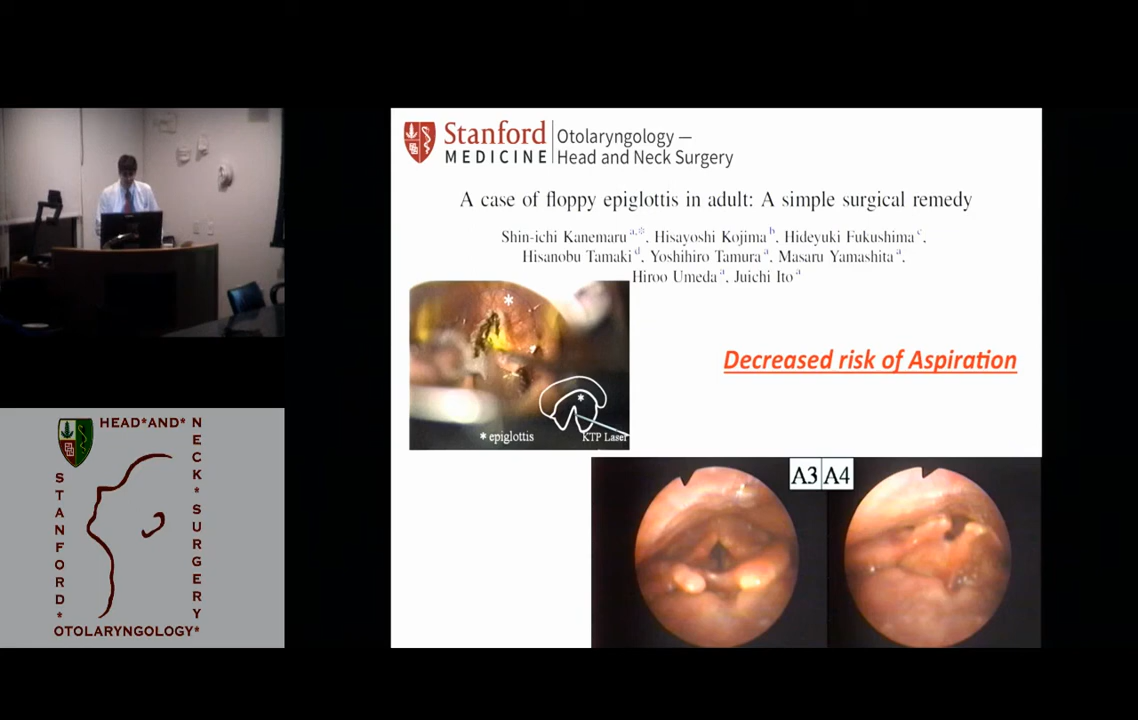 Stanford
MEDICINE
Otolaryngology —
Head and Neck Surgery
A case of floppy epiglottis in adult: A simple surgical remedy
Shin-ichi Kanemaru a,*, Hisayoshi Kojima b, Hideyuki Fukushima c,
Hisanobu Tamaki d, Yoshihiro Tamura a, Masaru Yamashita a,
Hiroo Umeda a, Juichi Ito a
*
*
* epiglottis
KTP Laser
Decreased risk of Aspiration
A3 A4
HEAD*AND*
NECK*SURGERY*
STANFORD*
OTOLARYNGOLOGY*